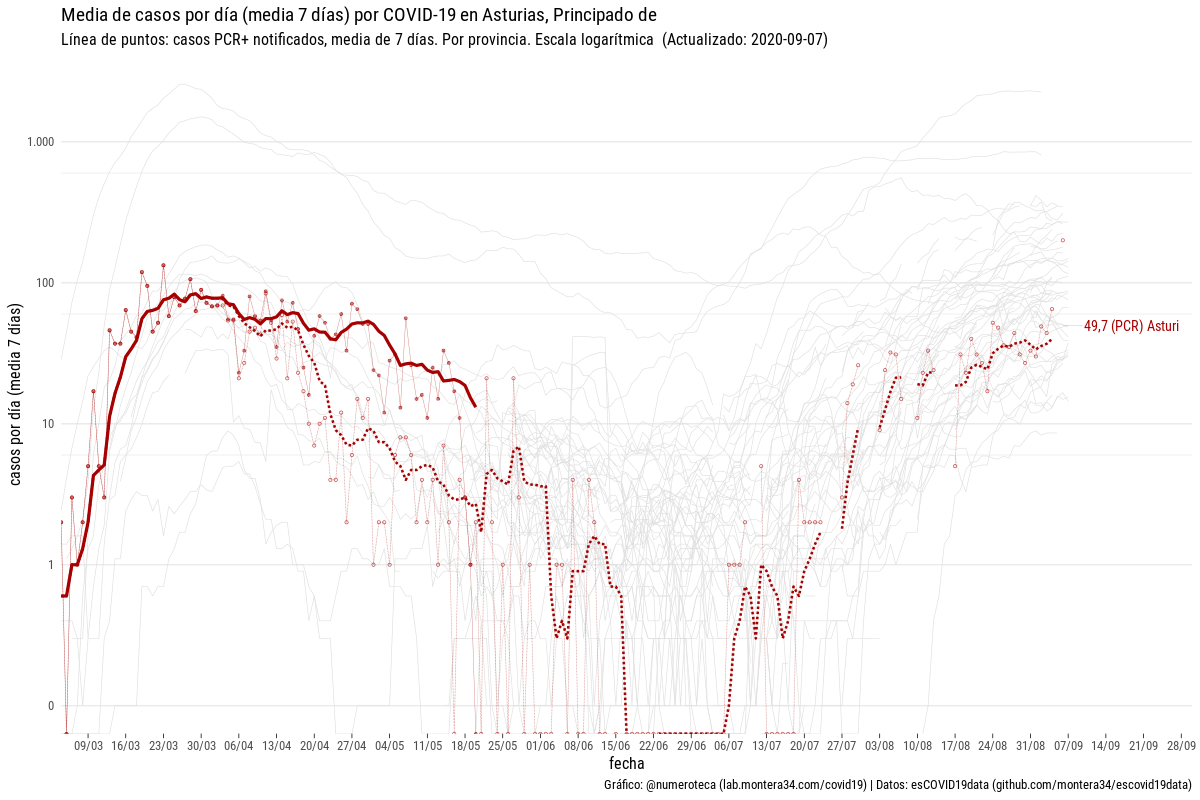 Media de casos por día (media 7 días) por COVID-19 en Asturias, Principado de
Línea de puntos: casos PCR+ notificados, media de 7 días. Por provincia. Escala logarítmica (Actualizado: 2020-09-07)
casos por día (media 7 días)
1.000
100
10
1
0
49,7 (PCR) Asturi
09/03 16/03 23/03 30/03 06/04 13/04 20/04 27/04 04/05 11/05 18/05 25/05 01/06 08/06 15/06 22/06 29/06 06/07 13/07 20/07 27/07 03/08 10/08 17/08 24/08 31/08 07/09 14/09 21/09 28/09
fecha
Gráfico: @numeroteca (lab.montera34.com/covid19) | Datos: esCOVID19data (github.com/montera34/escovid19data)